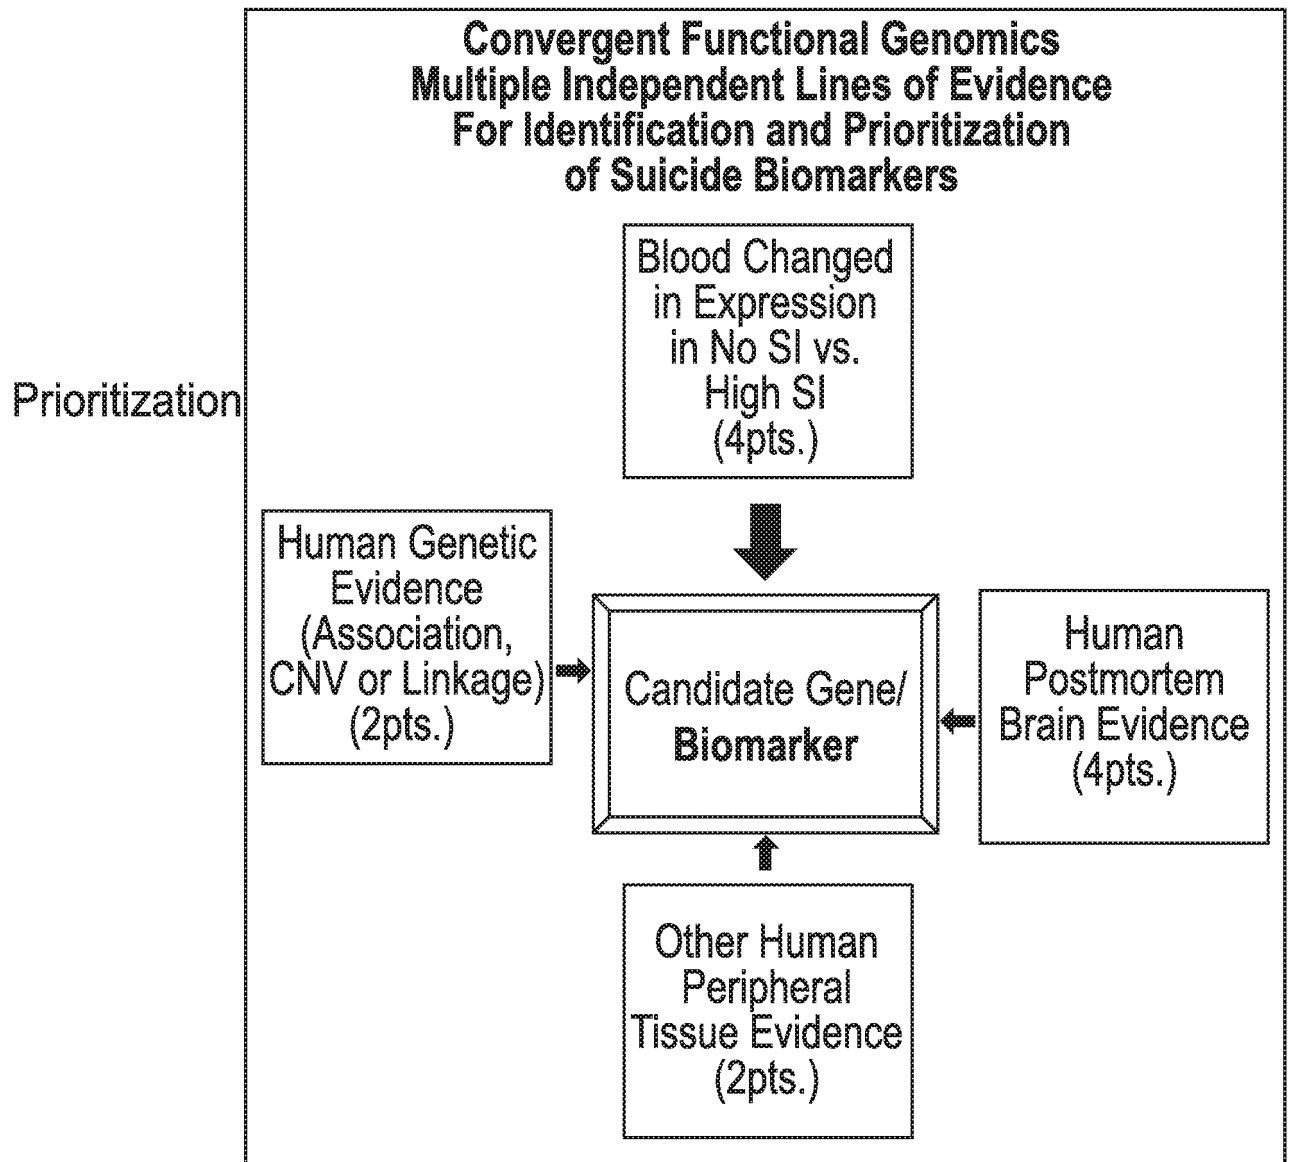 Convergent Functional Genomics
Multiple Independent Lines of Evidence
For Identification and Prioritization
of Suicide Biomarkers
Blood Changed
in Expression
in No SI vs.
High SI
(4pts.)
Prioritization
Human Genetic
Evidence
(Association,
CNV or Linkage)
(2pts.)
Candidate Gene/
Biomarker
Human
Postmortem
Brain Evidence
(4pts.)
Other Human
Peripheral
Tissue Evidence
(2pts.)